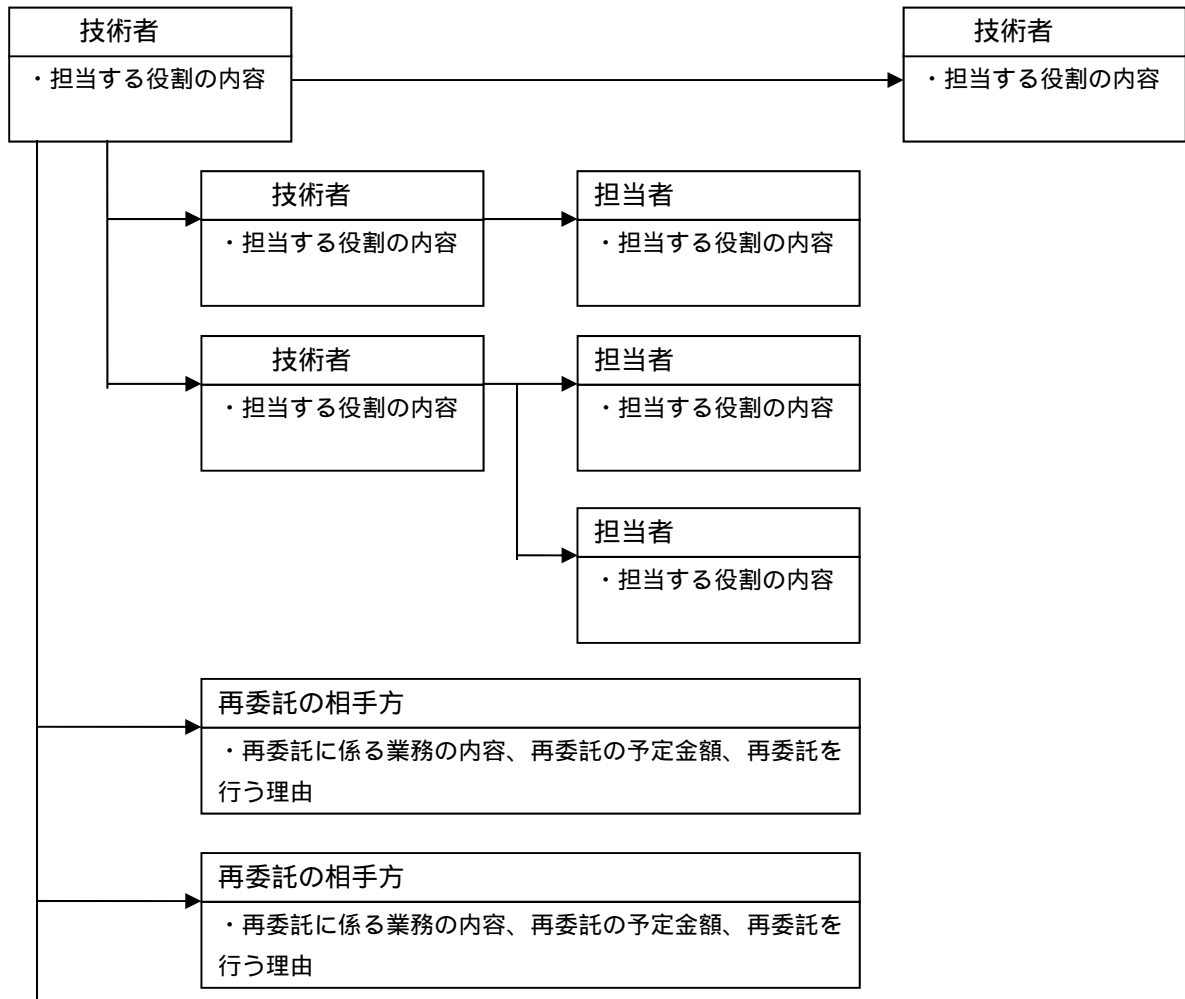 技術者
・担当する役割の内容
技術者
・担当する役割の内容
技術者
・担当する役割の内容
担当者
・担当する役割の内容
技術者
・担当する役割の内容
担当者
・担当する役割の内容
担当者
・担当する役割の内容
再委託の相手方
・再委託に係る業務の内容、再委託の予定金額、再委託を
行う理由
再委託の相手方
・再委託に係る業務の内容、再委託の予定金額、再委託を
行う理由